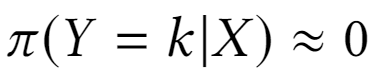 π(Y = k|X) ≈ 0